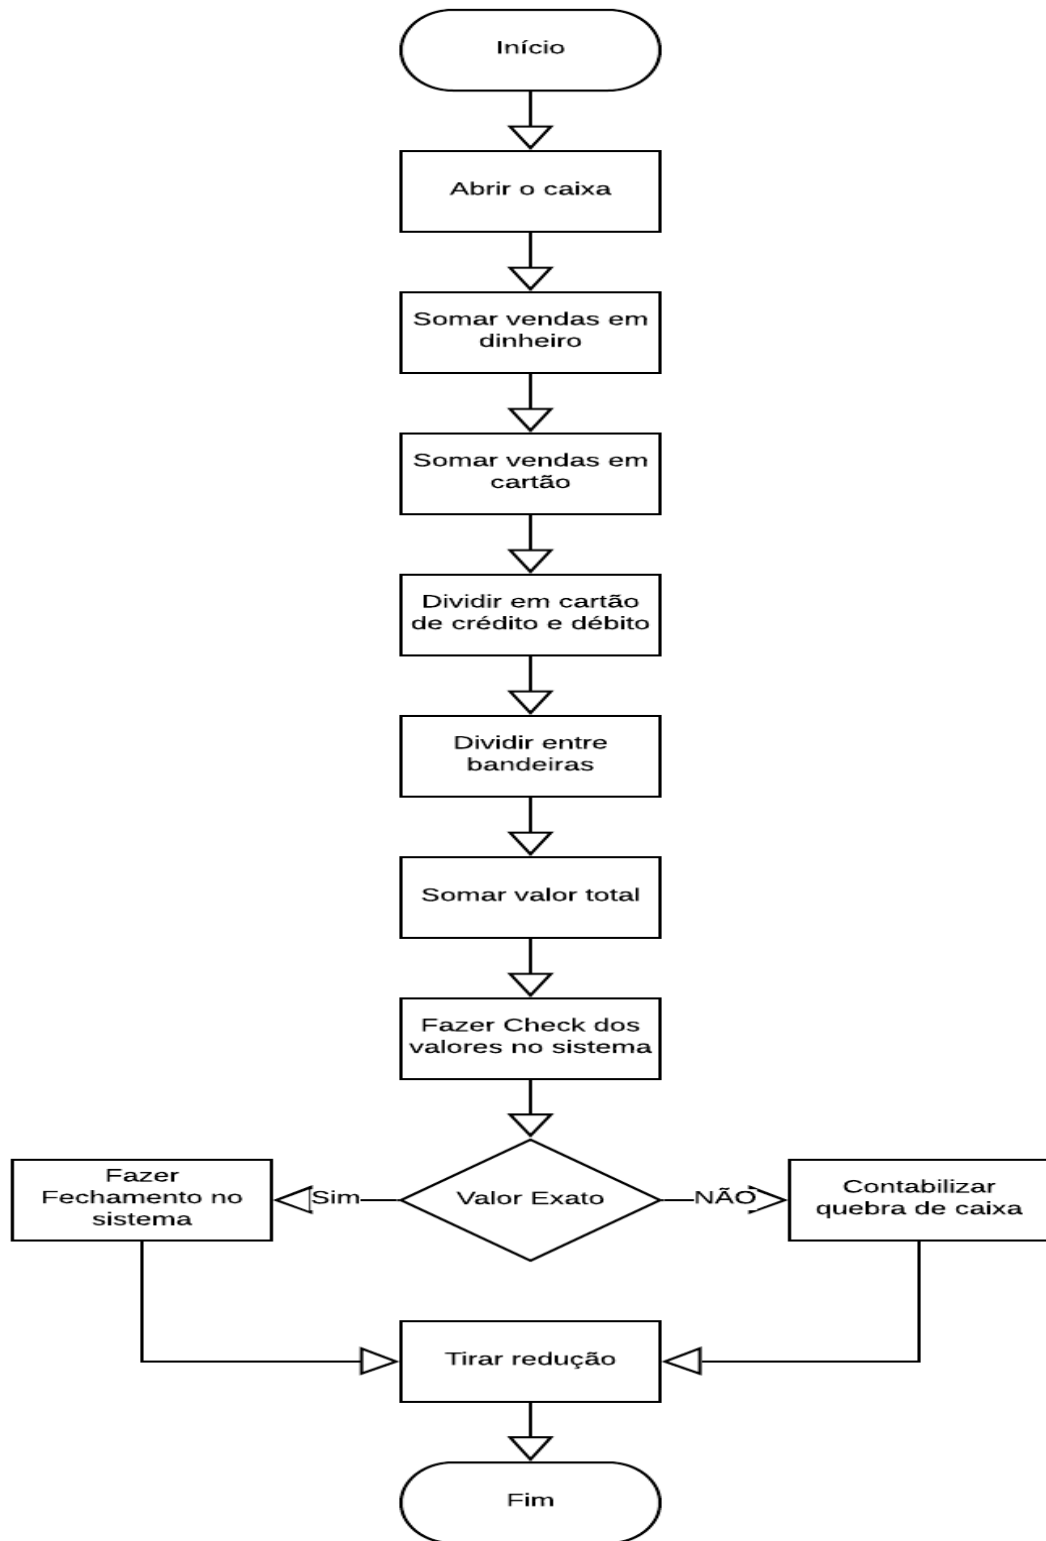 Início
Abrir o caixa
Somar vendas em
dinheiro
Somar vendas em
cartão
Dividir em cartão
de crédito e débito
Dividir entre
bandeiras
Somar valor total
Fazer Check dos
valores no sistema
Valor Exato
Sim
NÃO
Fazer
Fechamento no
sistema
Contabilizar
quebra de caixa
Tirar redução
Fim